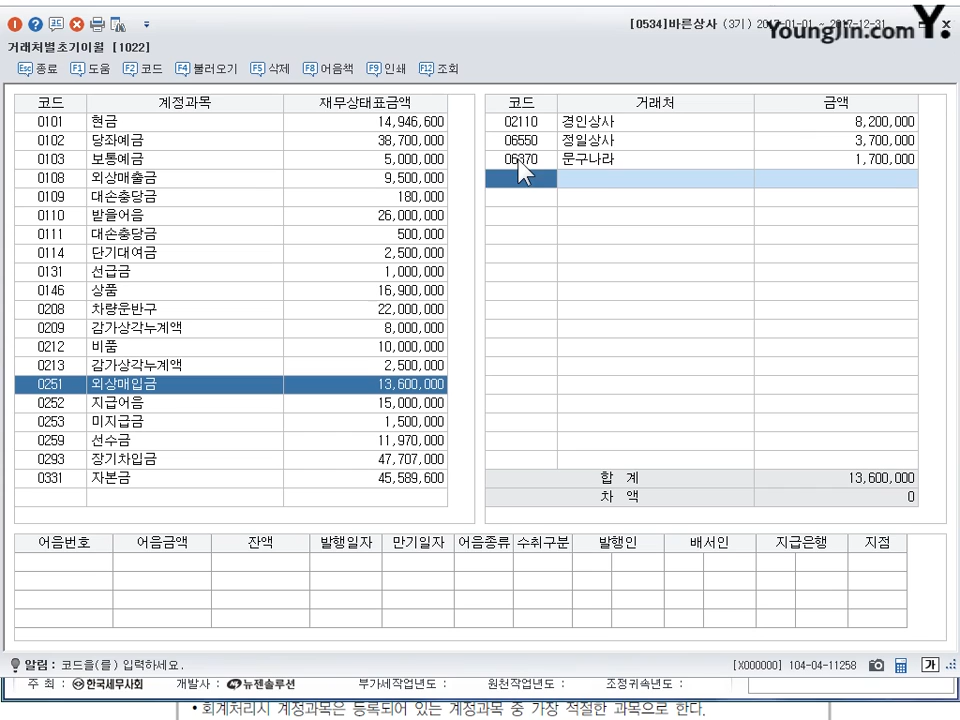 [0534]바른상사 (3기) 2017-01-01 ~ 2017-12-31
YoungJin.com Y.
거래처별초기이월 [1022]
Esc 종료 F1 도움 F2 코드 F4 불러오기 F5 삭제 F8 어음책 F9 인쇄 F12 조회
코드 계정과목 재무상태표금액
0101 현금 14,946,600
0102 당좌예금 38,700,000
0103 보통예금 5,000,000
0108 외상매출금 9,500,000
0109 대손충당금 180,000
0110 받을어음 26,000,000
0111 대손충당금 500,000
0114 단기대여금 2,500,000
0131 선급금 1,000,000
0146 상품 16,900,000
0208 차량운반구 22,000,000
0209 감가상각누계액 8,000,000
0212 비품 10,000,000
0213 감가상각누계액 2,500,000
0251 외상매입금 13,600,000
0252 지급어음 15,000,000
0253 미지급금 1,500,000
0259 선수금 11,970,000
0293 장기차입금 47,707,000
0331 자본금 45,589,600
코드 거래처 금액
02110 경인상사 8,200,000
06550 정일상사 3,700,000
문구나라 1,700,000
합 계 13,600,000
차 액 0
어음번호 어음금액 잔액 발행일자 만기일자 어음종류 수취구분 발행인 배서인 지급은행 지점
알림 : 코드을(를) 입력하세요.
[X000000] 104-04-11258 가
주 최 : 한국세무사회 개발사 : 뉴젠솔루션 부가세작업년도 : 원천작업년도 : 조정귀속년도 :
• 회계처리시 계정과목은 등록되어 있는 계정과목 중 가장 적절한 과목으로 한다.